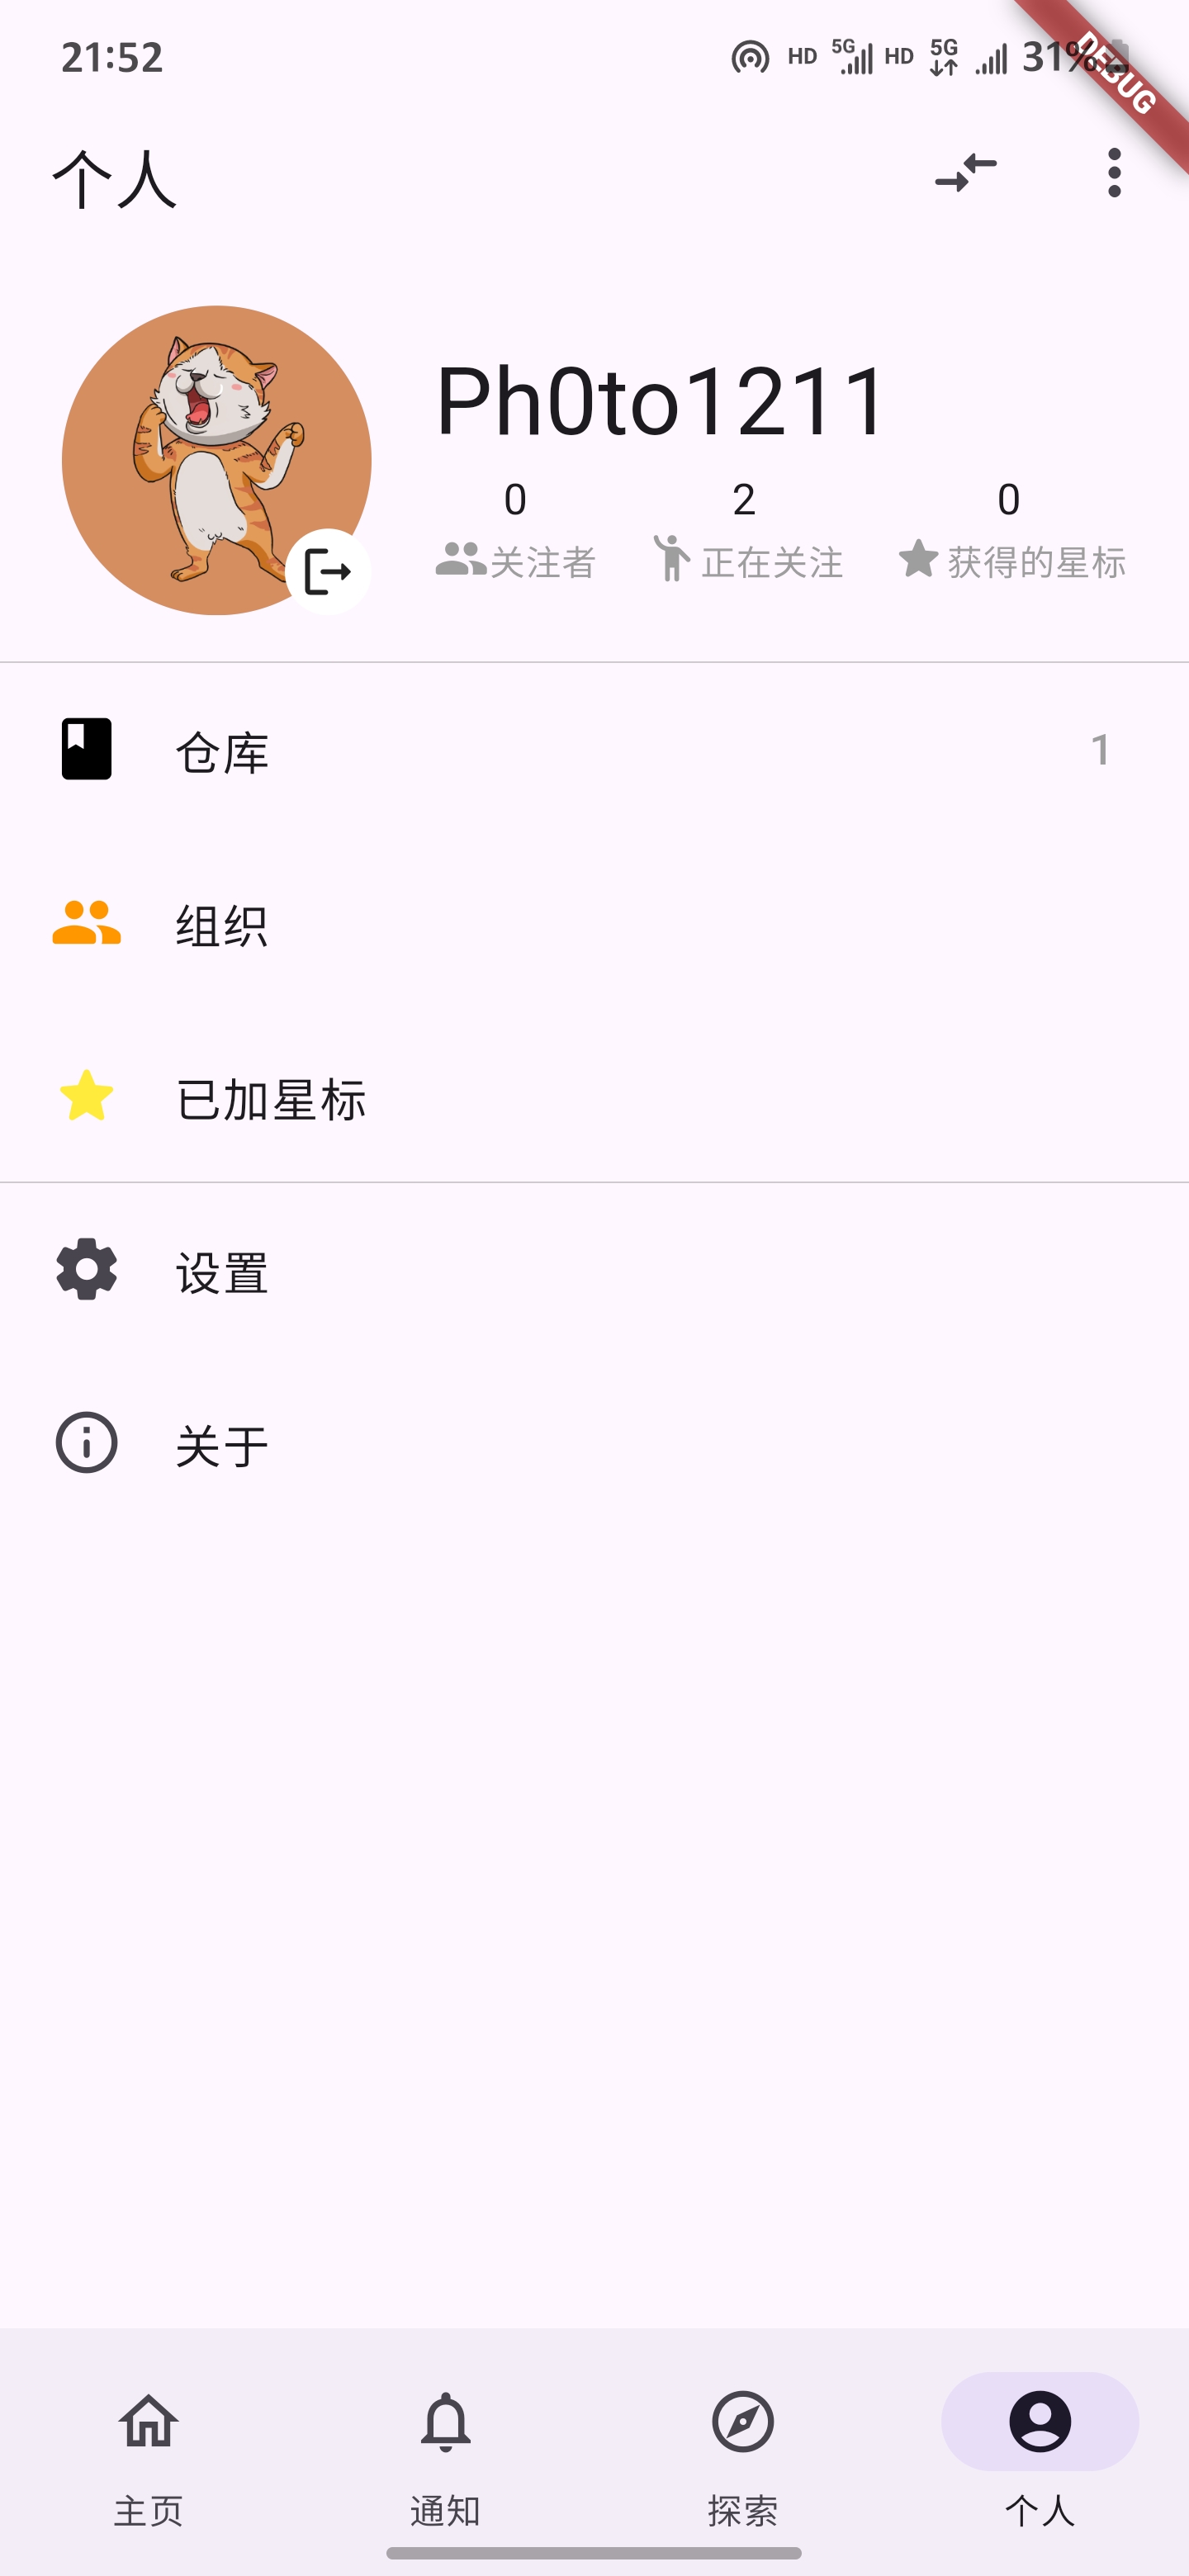 21:52 HD 5G HD 5G 31%
DEBUG
个人
Ph0to1211
0 2 0
关注者 正在关注 获得的星标
仓库 1
组织
已加星标
设置
关于
主页 通知 探索 个人